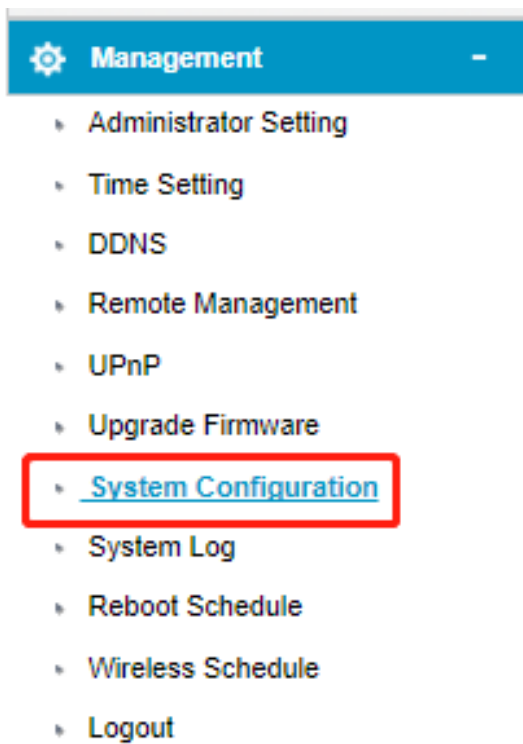 Management
Administrator Setting
Time Setting
DDNS
Remote Management
UPnP
Upgrade Firmware
System Configuration
System Log
Reboot Schedule
Wireless Schedule
Logout